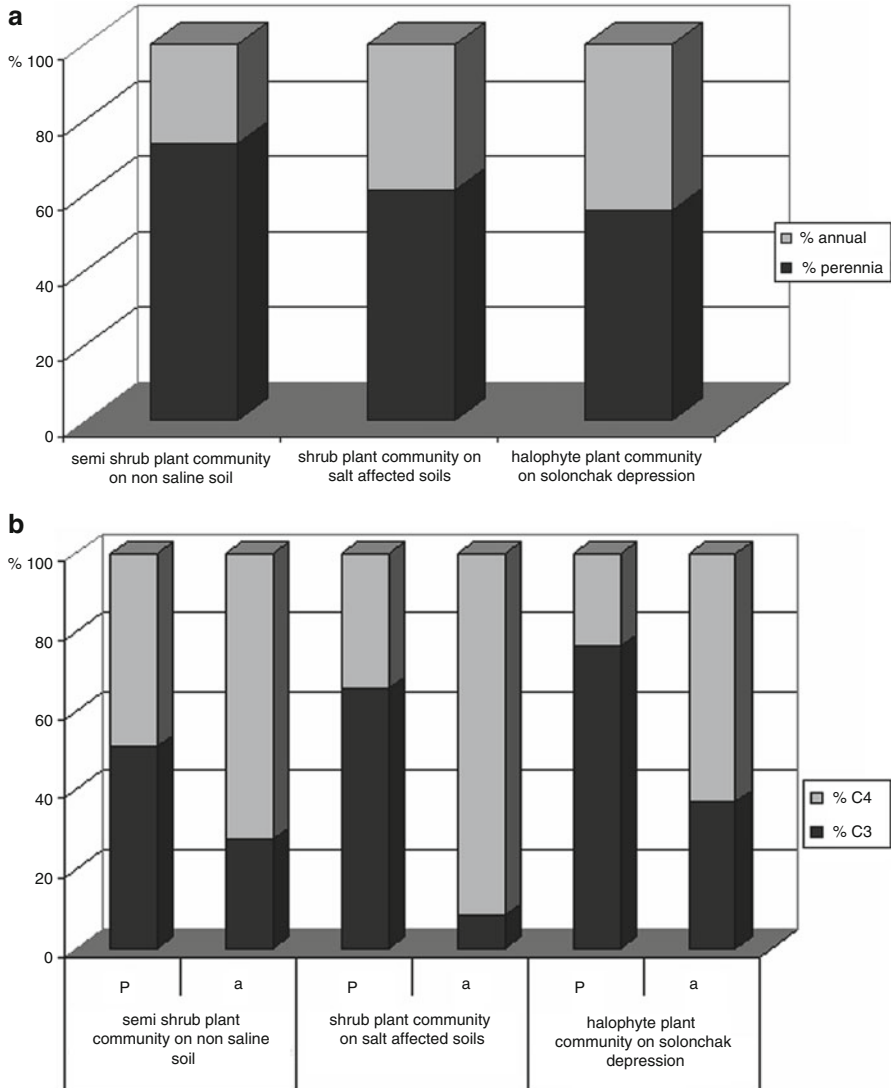 a
% 100
80
60
40
20
0
% annual
% perennia
semi shrub plant community
on non saline soil
shrub plant community on
salt affected soils
halophyte plant community
on solonchak depression
b
% 100
80
60
40
20
0
% C4
% C3
P
a
P
a
P
a
semi shrub plant
community on non saline
soil
shrub plant community
on salt affected soils
halophyte plant
community on solonchak
depression